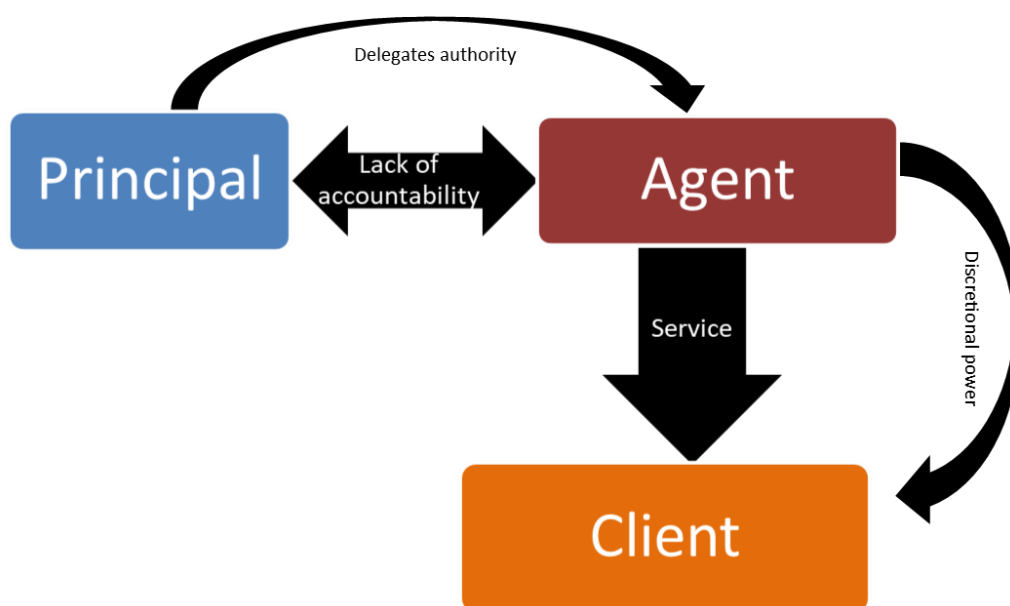 Delegates authority
Principal
Lack of
accountability
Agent
Service
Discretional power
Client